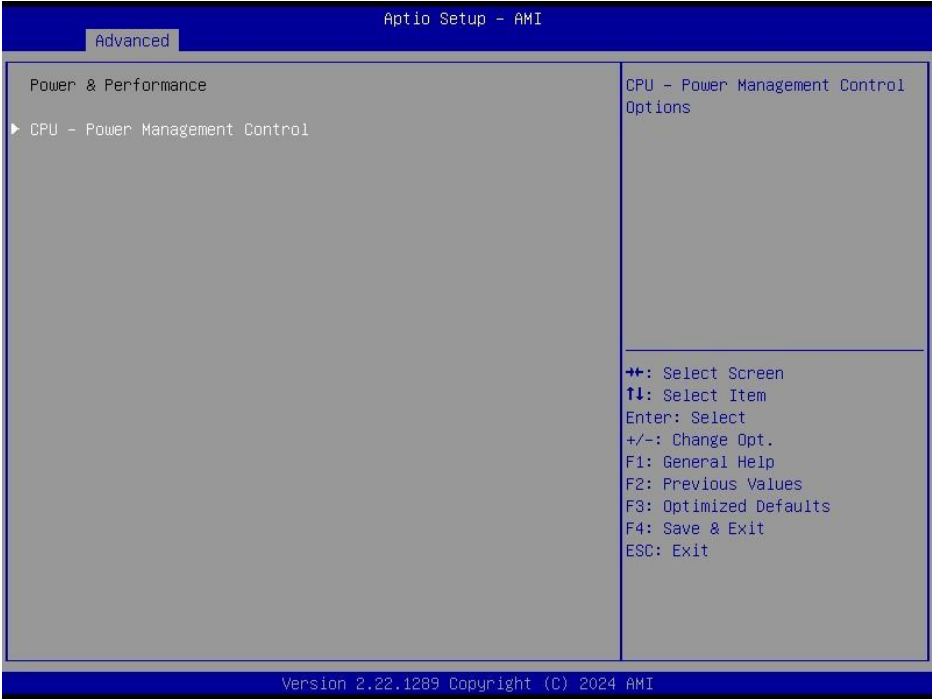 Aptio Setup – AMI
Advanced
Power & Performance
CPU – Power Management Control
CPU – Power Management Control
Options
→←: Select Screen
↑↓: Select Item
Enter: Select
+/-: Change Opt.
F1: General Help
F2: Previous Values
F3: Optimized Defaults
F4: Save & Exit
ESC: Exit
Version 2.22.1289 Copyright (C) 2024 AMI